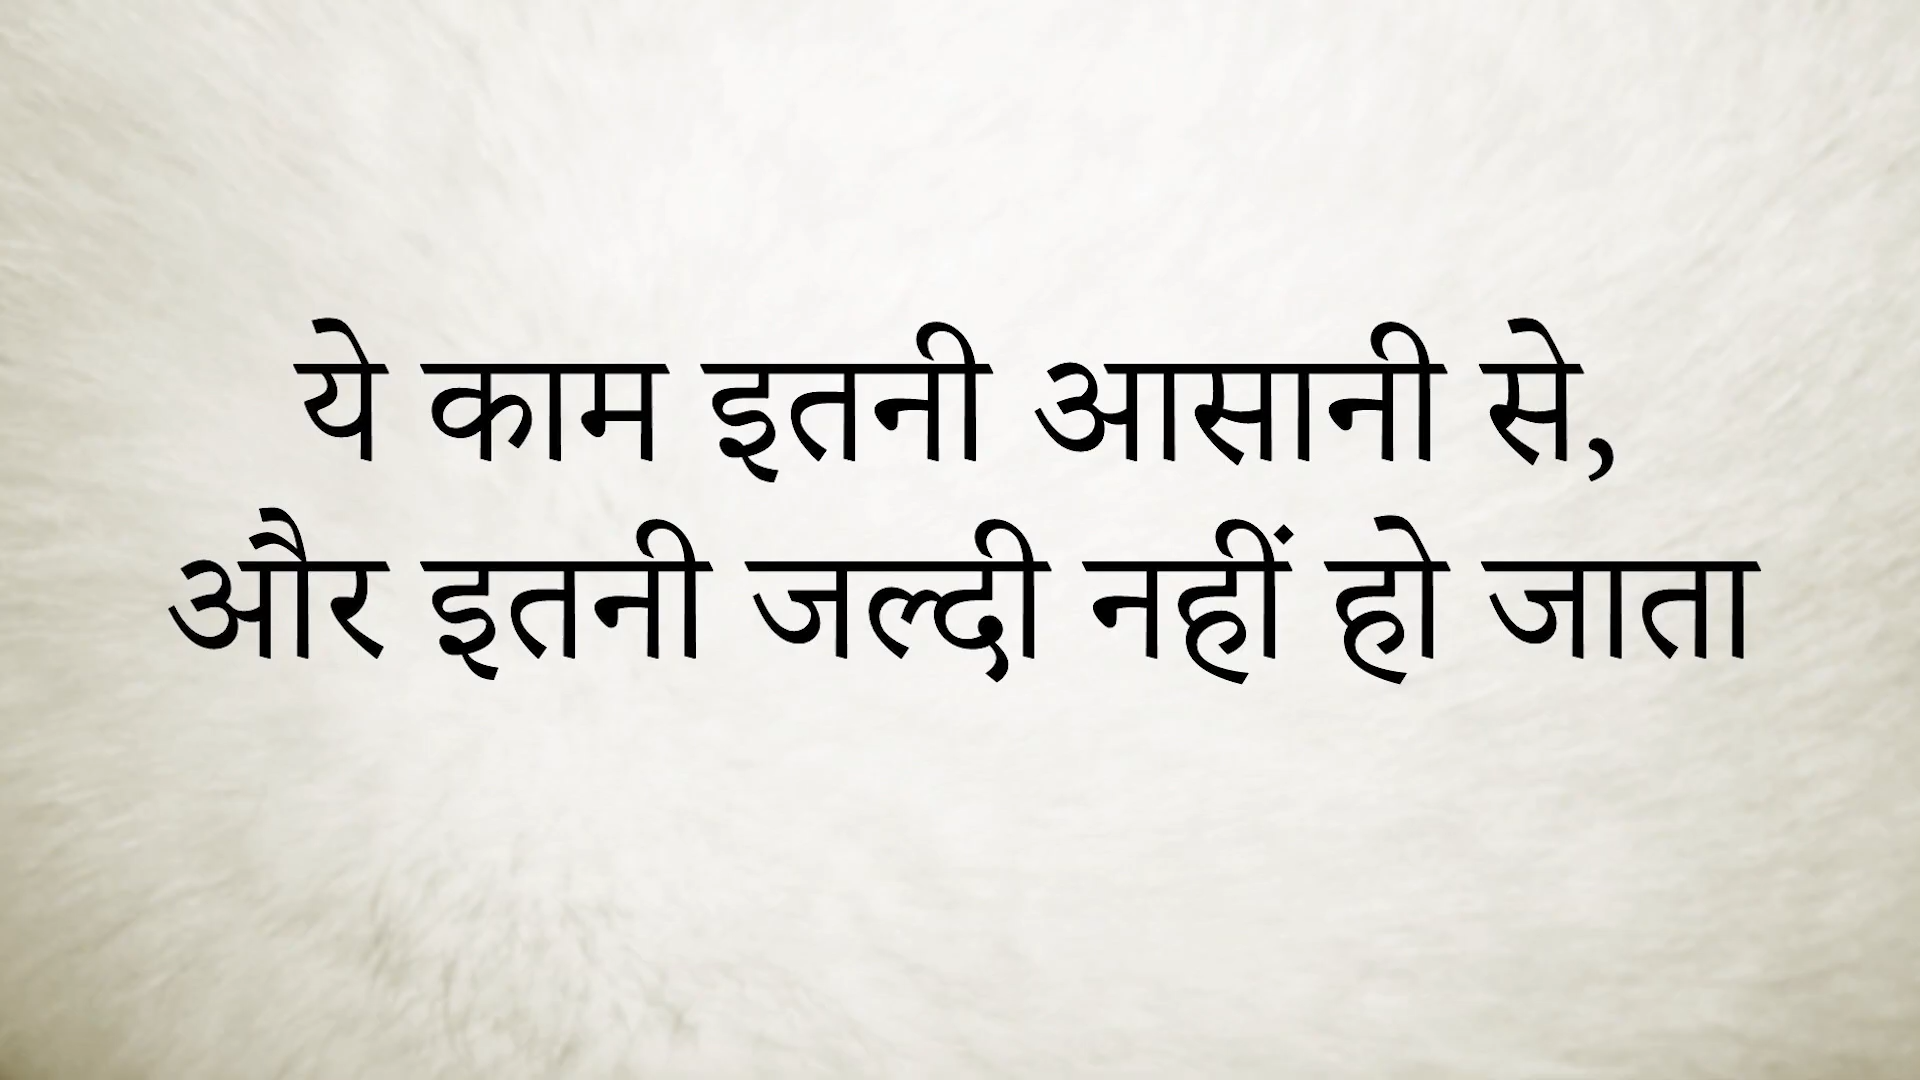 ये काम इतनी आसानी से,
और इतनी जल्दी नहीं हो जाता